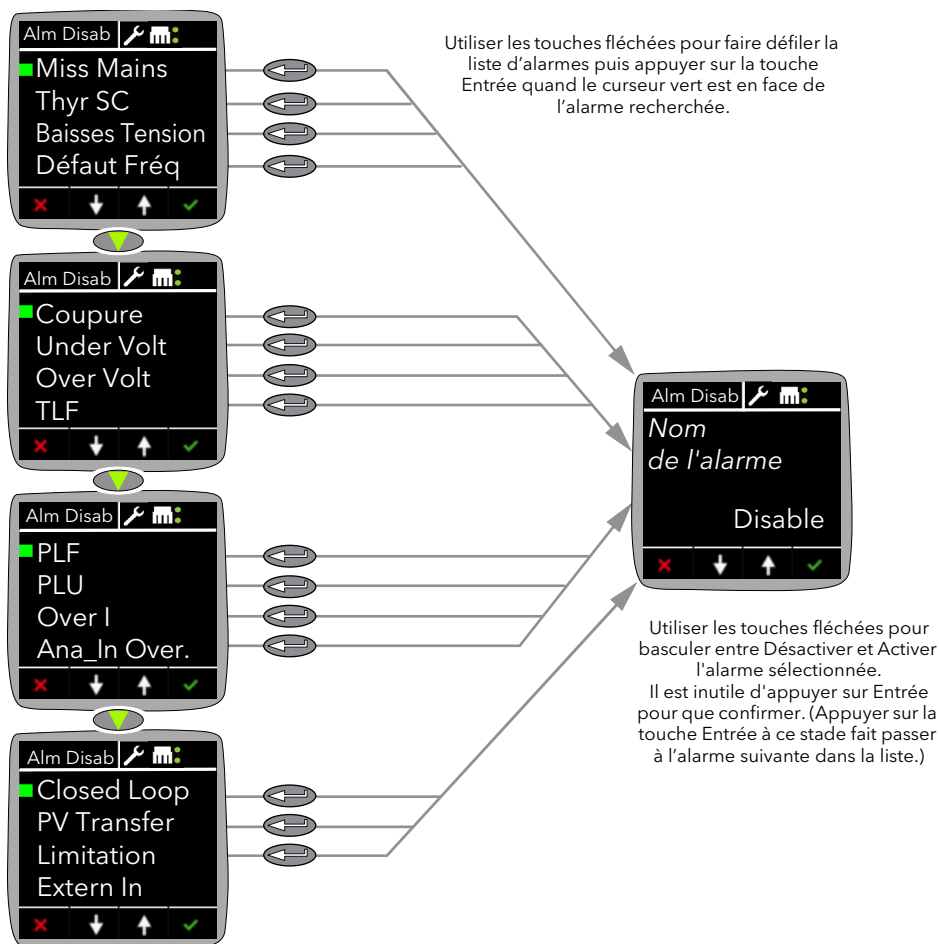 Alm Disab
Miss Mains
Thyr SC
Baisses Tension
Défaut Fréq
Utiliser les touches fléchées pour faire défiler la
liste d’alarmes puis appuyer sur la touche
Entrée quand le curseur vert est en face de
l’alarme recherchée.
Alm Disab
Coupure
Under Volt
Over Volt
TLF
Alm Disab
PLF
PLU
Over I
Ana_In Over.
Alm Disab
Closed Loop
PV Transfer
Limitation
Extern In
Alm Disab
Nom
de l'alarme
Disable
Utiliser les touches fléchées pour
basculer entre Désactiver et Activer
l'alarme sélectionnée.
Il est inutile d'appuyer sur Entrée
pour que confirmer. (Appuyer sur la
touche Entrée à ce stade fait passer
à l’alarme suivante dans la liste.)